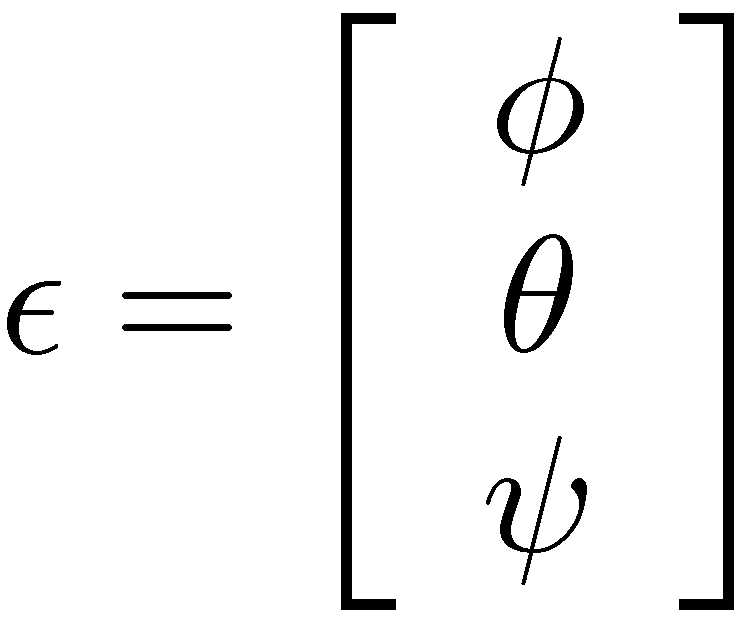 ϵ = [ ϕ
θ
ψ ]